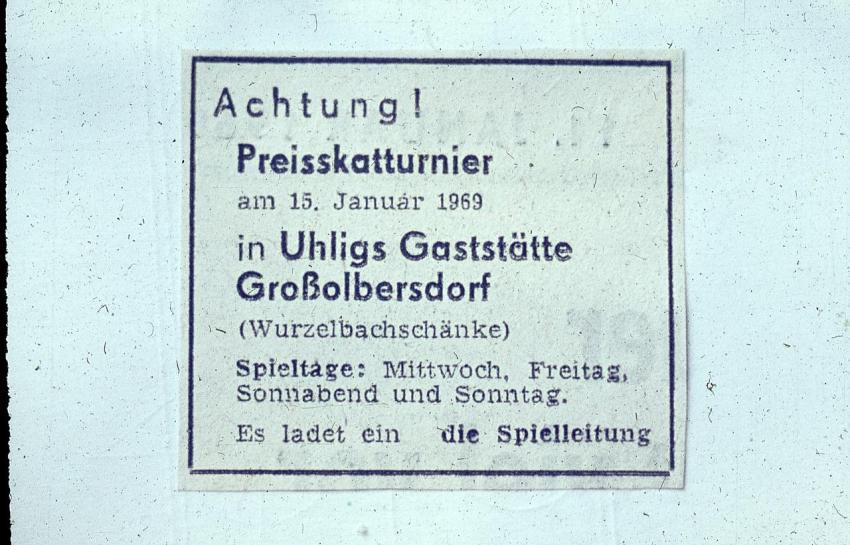 Achtung!
Preisskatturnier
am 15. Januar 1969
in Uhligs Gaststätte
Großolbersdorf
(Wurzelbachschänke)
Spieltage: Mittwoch, Freitag,
Sonnabend und Sonntag.
Es ladet ein die Spielleitung